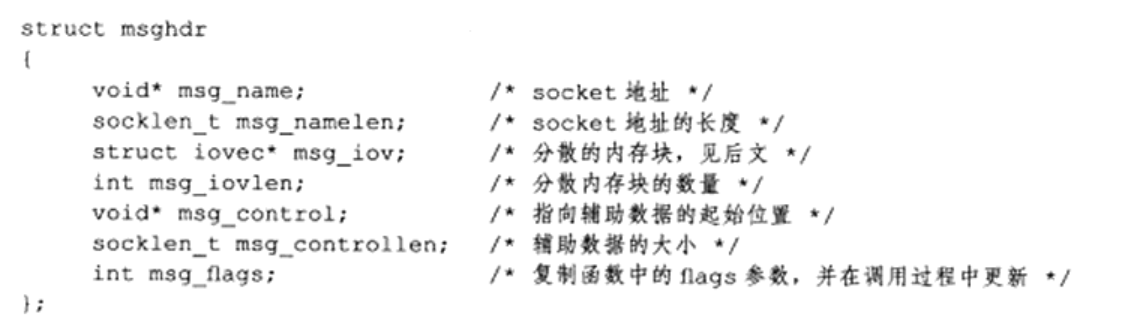 struct msghdr
{
void* msg_name; /* socket 地址 */
socklen_t msg_namelen; /* socket 地址的长度 */
struct iovec* msg_iov; /* 分散的内存块，见后文 */
int msg_iovlen; /* 分散内存块的数量 */
void* msg_control; /* 指向辅助数据的起始位置 */
socklen_t msg_controllen; /* 辅助数据的大小 */
int msg_flags; /* 复制函数中的 flags 参数，并在调用过程中更新 */
};